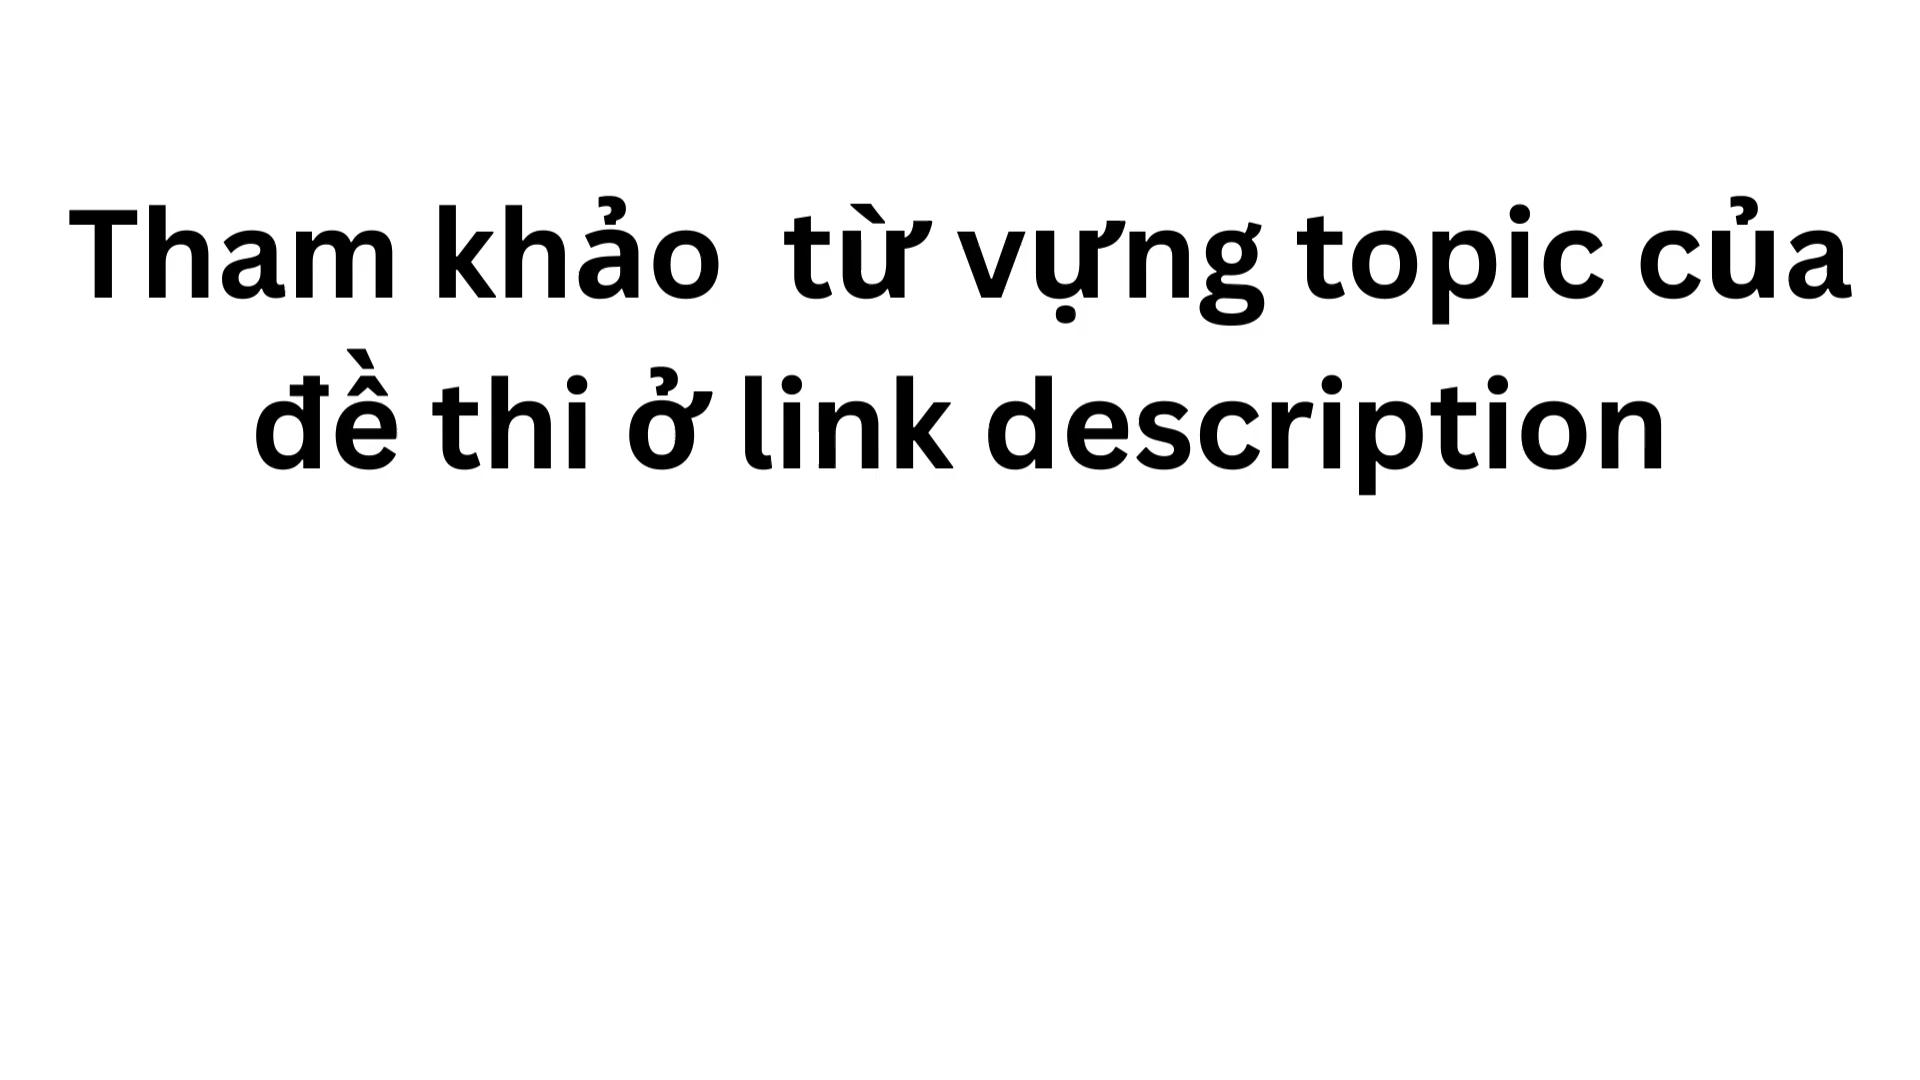 Tham khảo  từ vựng topic của
đề thi ở link description